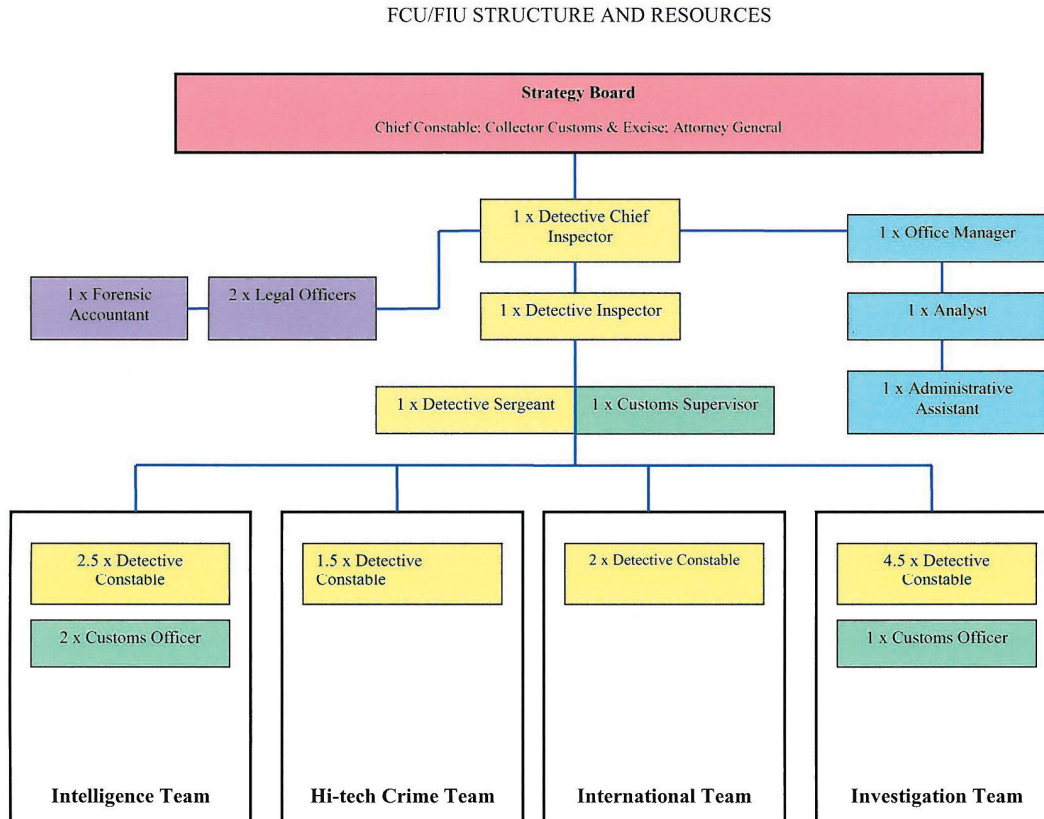 FCU/FIU STRUCTURE AND RESOURCES
Strategy Board
Chief Constable; Collector Customs & Excise; Attorney General
1 x Detective Chief
Inspector
1 x Office Manager
1 x Forensic
Accountant
2 x Legal Officers
1 x Detective Inspector
1 x Analyst
1 x Detective Sergeant
1 x Customs Supervisor
1 x Administrative
Assistant
2.5 x Detective
Constable
2 x Customs Officer
Intelligence Team
1.5 x Detective
Constable
Hi-tech Crime Team
2 x Detective Constable
International Team
4.5 x Detective
Constable
1 x Customs Officer
Investigation Team